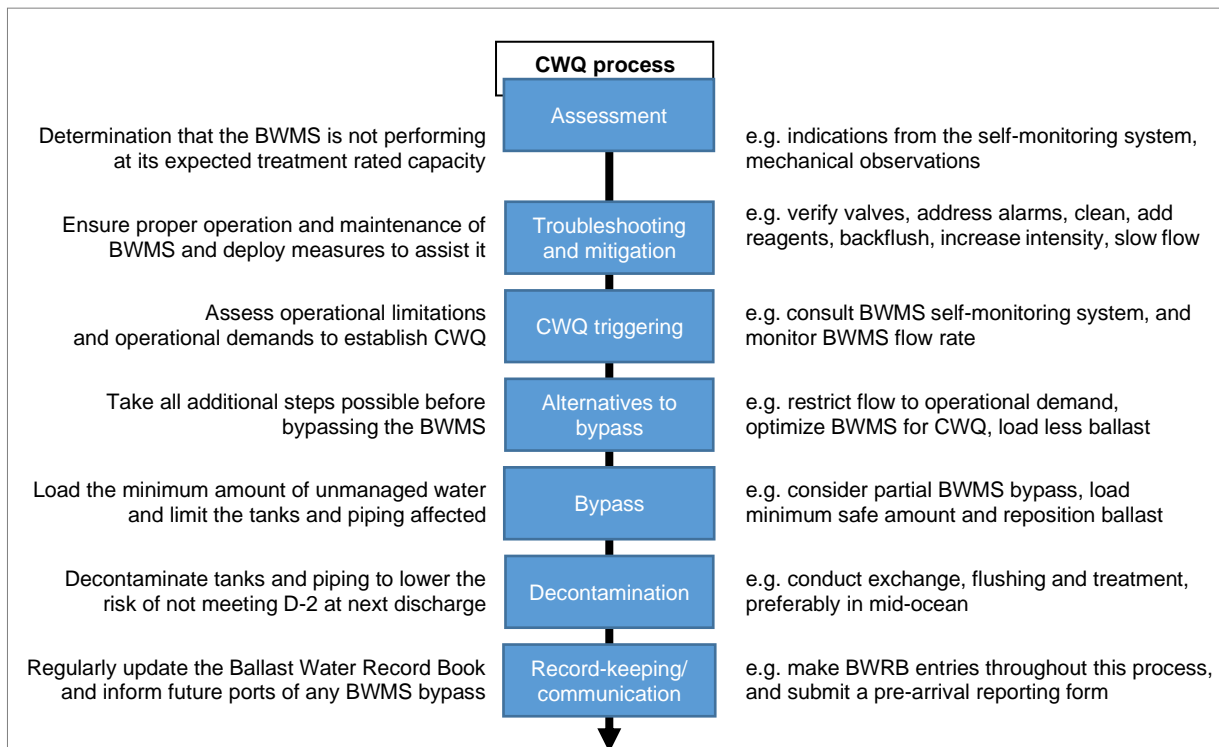 CWQ process
Assessment
Determination that the BWMS is not performing
at its expected treatment rated capacity
e.g. indications from the self-monitoring system,
mechanical observations
Ensure proper operation and maintenance of
BWMS and deploy measures to assist it
Troubleshooting
and mitigation
e.g. verify valves, address alarms, clean, add
reagents, backflush, increase intensity, slow flow
Assess operational limitations
and operational demands to establish CWQ
CWQ triggering
e.g. consult BWMS self-monitoring system, and
monitor BWMS flow rate
Take all additional steps possible before
bypassing the BWMS
Alternatives to
bypass
e.g. restrict flow to operational demand,
optimize BWMS for CWQ, load less ballast
Load the minimum amount of unmanaged water
and limit the tanks and piping affected
Bypass
e.g. consider partial BWMS bypass, load
minimum safe amount and reposition ballast
Decontaminate tanks and piping to lower the
risk of not meeting D-2 at next discharge
Decontamination
e.g. conduct exchange, flushing and treatment,
preferably in mid-ocean
Regularly update the Ballast Water Record Book
and inform future ports of any BWMS bypass
Record-keeping/
communication
e.g. make BWRB entries throughout this process,
and submit a pre-arrival reporting form